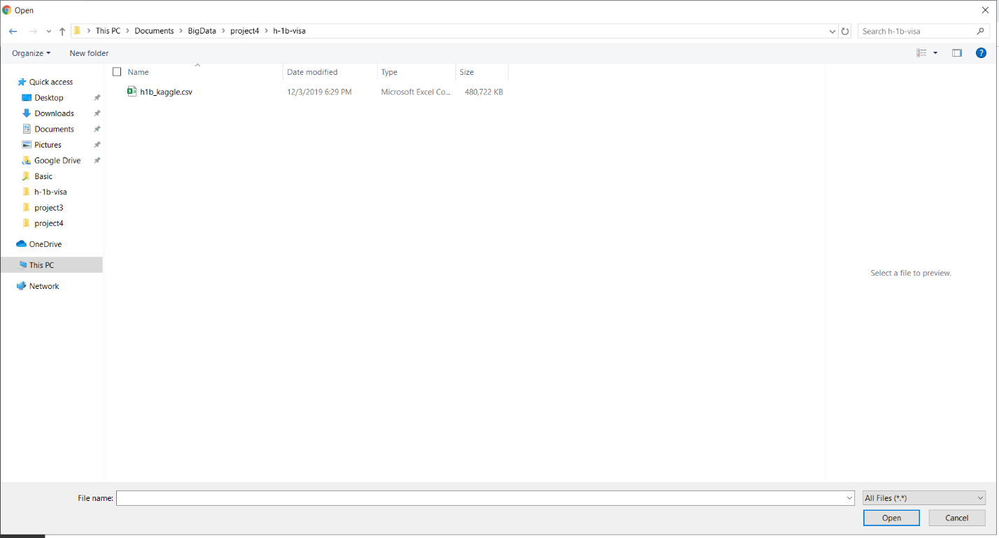 Open
This PC > Documents > BigData > project4 > h-1b-visa
Search h-1b-visa
Organize
New folder
?
Name
Date modified
Type
Size
h1b_kaggle.csv
12/3/2019 6:29 PM
Microsoft Excel Co...
480,722 KB
Quick access
Desktop
Downloads
Documents
Pictures
Google Drive
Basic
h-1b-visa
project3
project4
OneDrive
This PC
Network
Select a file to preview.
File name:
All Files (*.*)
Open
Cancel